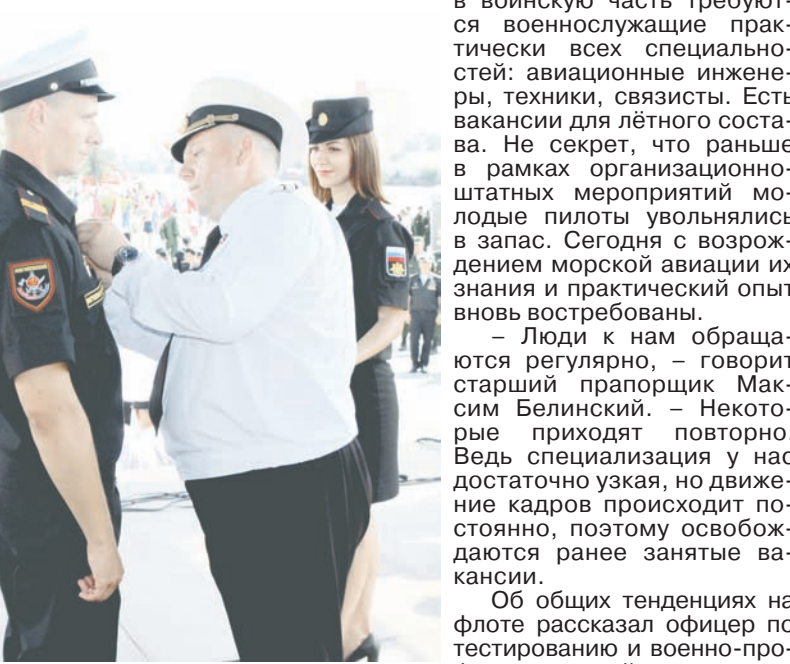 в воинскую часть требуют-
ся военнослужащие прак-
тически всех специально-
стей: авиационные инжене-
ры, техники, связисты. Есть
вакансии для лётного соста-
ва. Не секрет, что раньше
в рамках организационно-
штатных мероприятий мо-
лодые пилоты увольнялись
в запас. Сегодня с возрож-
дением морской авиации их
знания и практический опыт
вновь востребованы.
– Люди к нам обраща-
ются регулярно, – говорит
старший прапорщик Мак-
сим Белинский. – Некото-
рые приходят повторно.
Ведь специализация у нас
достаточно узкая, но движе-
ние кадров происходит по-
стоянно, поэтому освобож-
даются ранее занятые ва-
кансии.
Об общих тенденциях на
флоте рассказал офицер по
тестированию и военно-про-